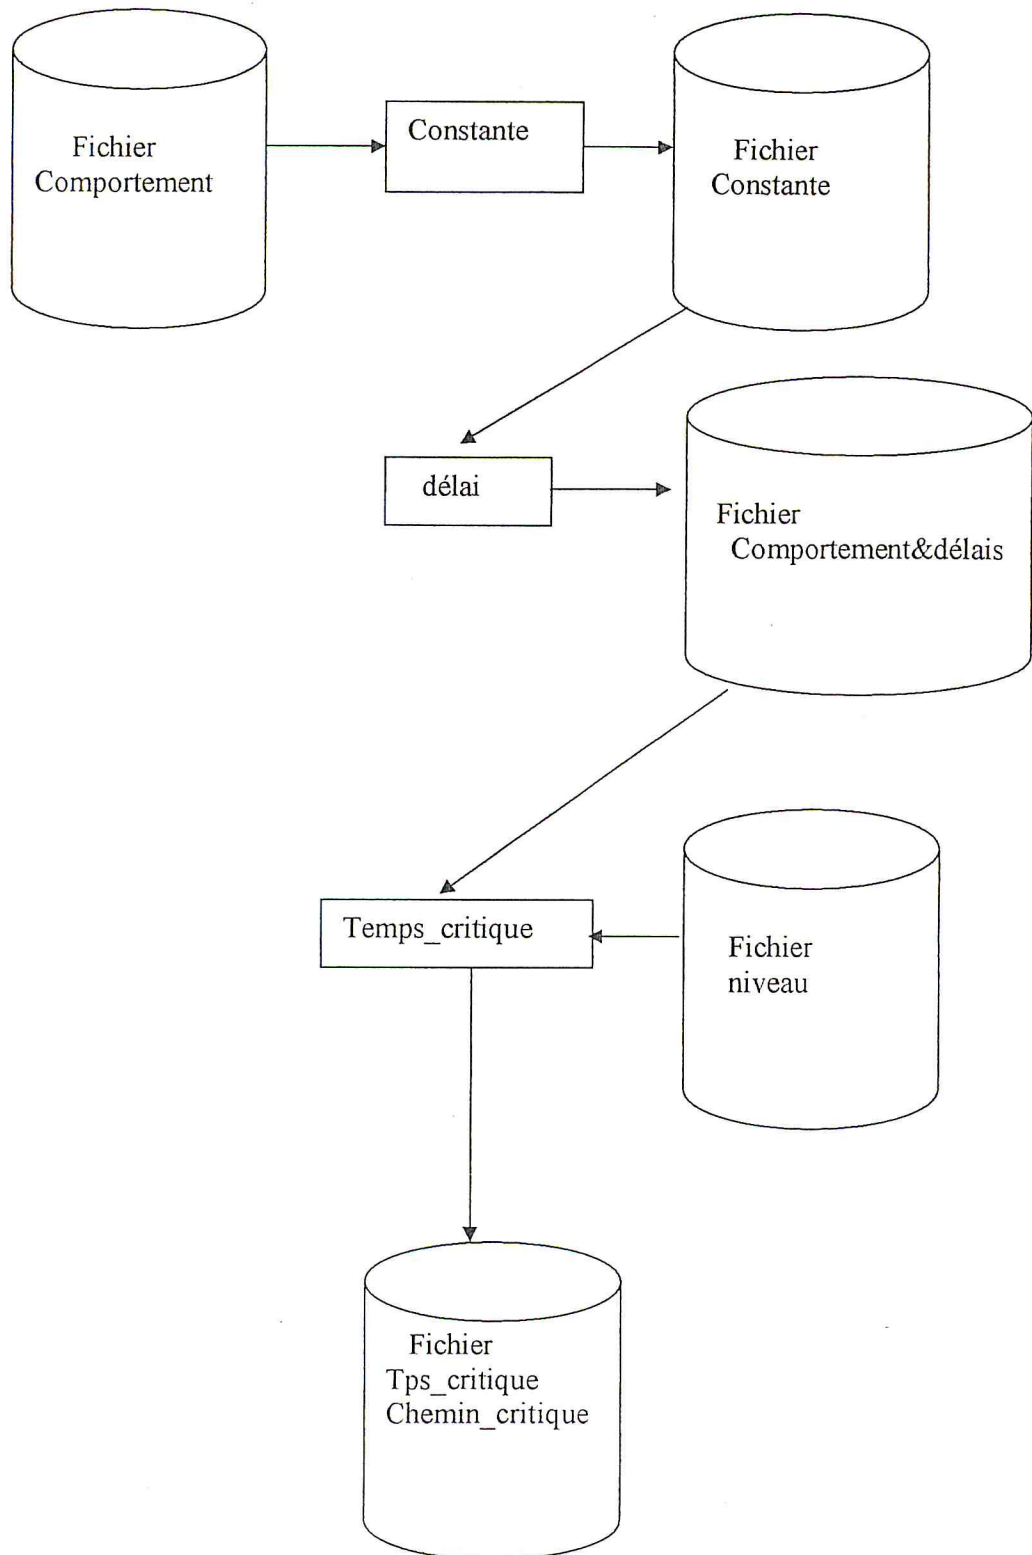 Fichier
Comportement
Constante
Fichier
Constante
délai
Fichier
Comportement&délais
Temps_critique
Fichier
niveau
Fichier
Tps_critique
Chemin_critique